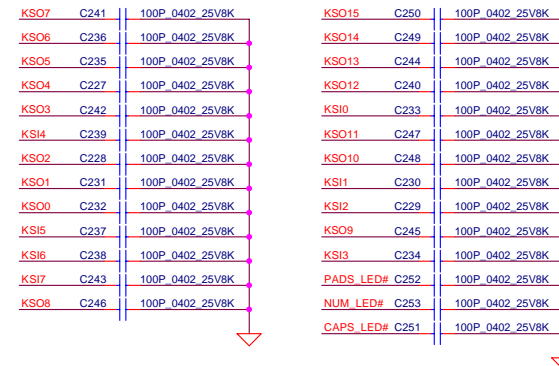 KSO7 C241 100P_0402_25V8K
KSO6 C236 100P_0402_25V8K
KSO5 C235 100P_0402_25V8K
KSO4 C227 100P_0402_25V8K
KSO3 C242 100P_0402_25V8K
KSI4 C239 100P_0402_25V8K
KSO2 C228 100P_0402_25V8K
KSO1 C231 100P_0402_25V8K
KSO0 C232 100P_0402_25V8K
KSI5 C237 100P_0402_25V8K
KSI6 C238 100P_0402_25V8K
KSI7 C243 100P_0402_25V8K
KSO8 C246 100P_0402_25V8K
KSO15 C250 100P_0402_25V8K
KSO14 C249 100P_0402_25V8K
KSO13 C244 100P_0402_25V8K
KSO12 C240 100P_0402_25V8K
KSI0 C233 100P_0402_25V8K
KSO11 C247 100P_0402_25V8K
KSO10 C248 100P_0402_25V8K
KSI1 C230 100P_0402_25V8K
KSI2 C229 100P_0402_25V8K
KSO9 C245 100P_0402_25V8K
KSI3 C234 100P_0402_25V8K
PADS_LED# C252 100P_0402_25V8K
NUM_LED# C253 100P_0402_25V8K
CAPS_LED# C251 100P_0402_25V8K